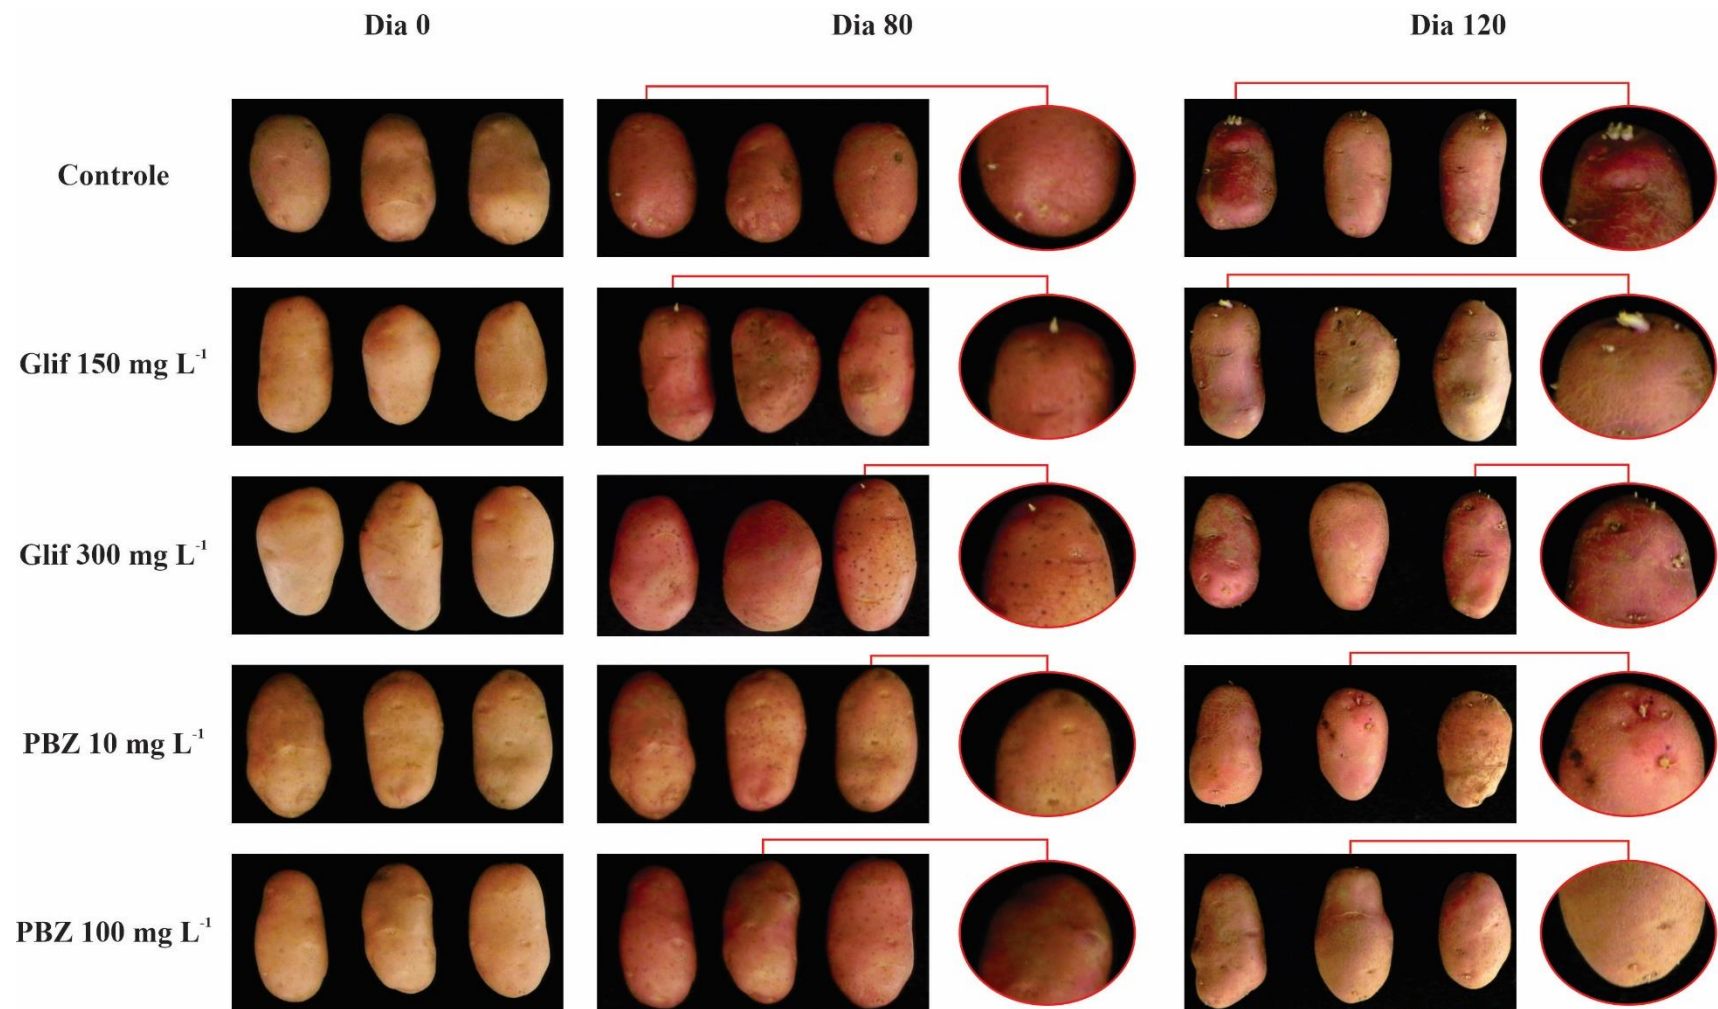 Dia 0 Dia 80 Dia 120
Controle
Glif 150 mg L⁻¹
Glif 300 mg L⁻¹
PBZ 10 mg L⁻¹
PBZ 100 mg L⁻¹